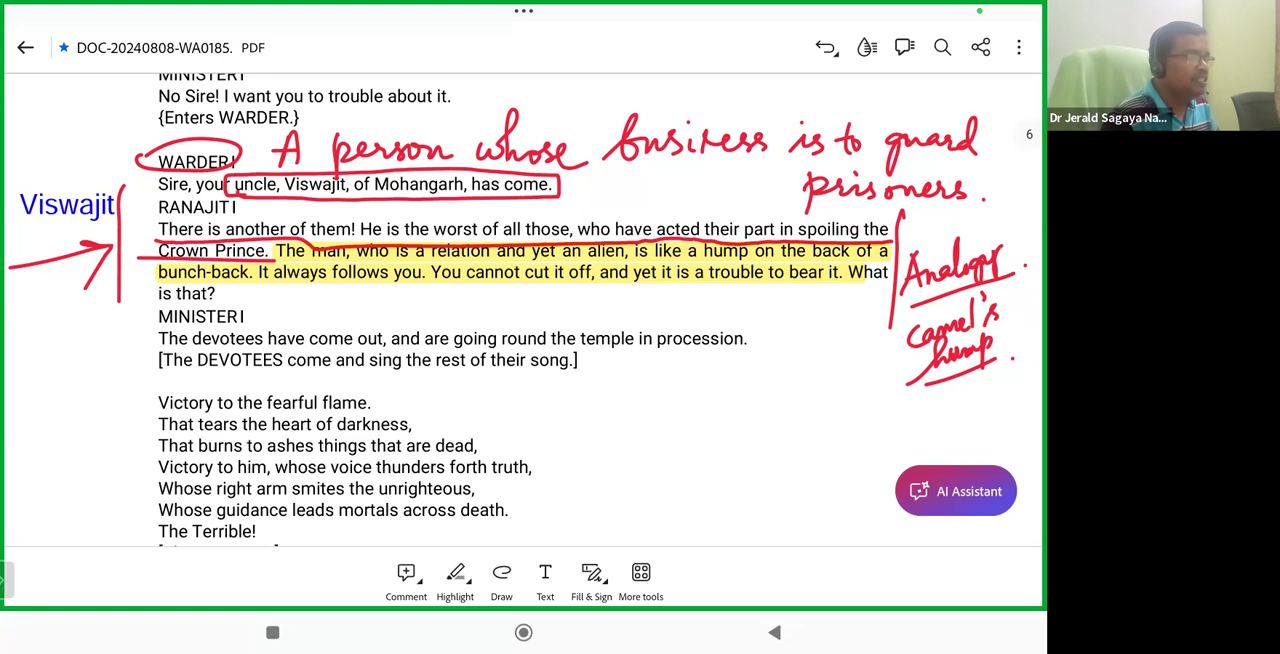 DOC-20240808-WA0185. PDF
Dr Jerald Sagaya Na...
MINISTER I
No Sire! I want you to trouble about it.
{Enters WARDER.}
6
WARDER I
A person whose business is to guard
prisoners.
Sire, your uncle, Viswajit, of Mohangarh, has come.
Viswajit
RANAJIT I
There is another of them! He is the worst of all those, who have acted their part in spoiling the
Crown Prince. The man, who is a relation and yet an alien, is like a hump on the back of a
bunch-back. It always follows you. You cannot cut it off, and yet it is a trouble to bear it. What
is that?
Analogy.
Camel's
hump.
MINISTER I
The devotees have come out, and are going round the temple in procession.
[The DEVOTEES come and sing the rest of their song.]
Victory to the fearful flame.
That tears the heart of darkness,
That burns to ashes things that are dead,
Victory to him, whose voice thunders forth truth,
Whose right arm smites the unrighteous,
Whose guidance leads mortals across death.
The Terrible!
AI Assistant
Comment
Highlight
Draw
Text
Fill & Sign
More tools